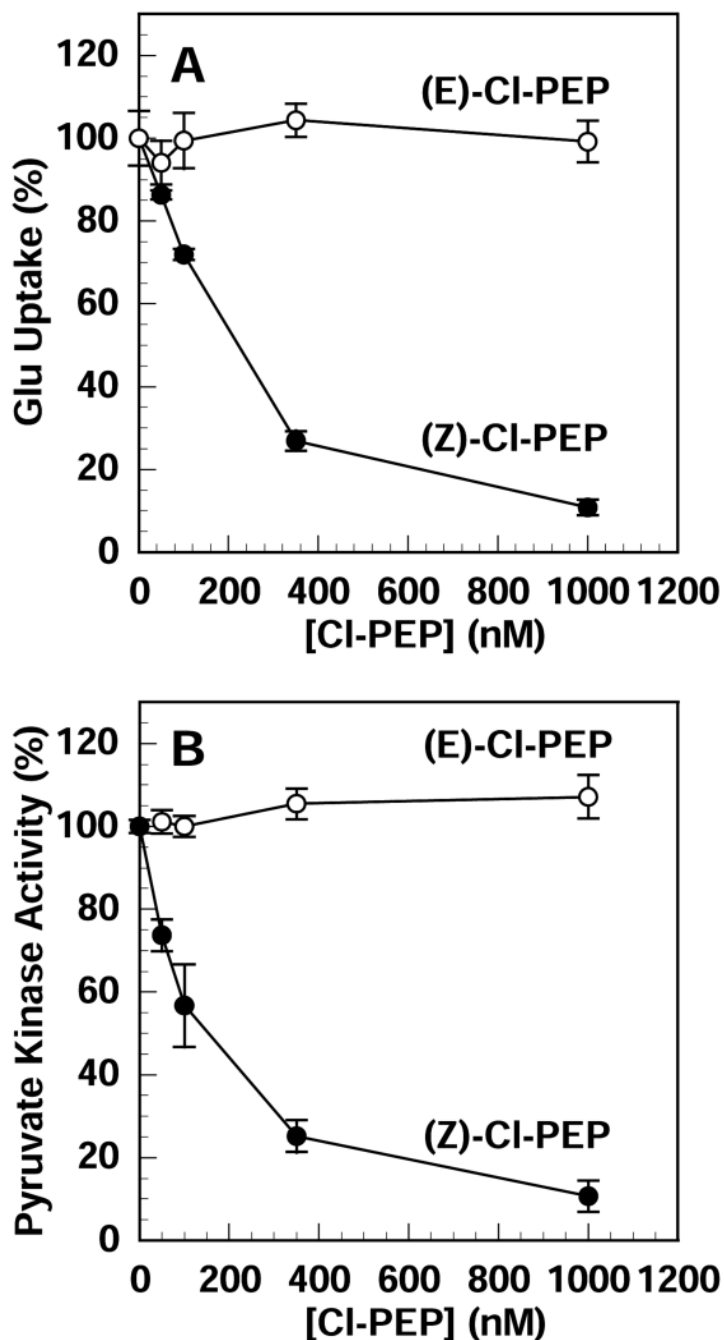 A
(E)-Cl-PEP
(Z)-Cl-PEP
Glu Uptake (%)
120
100
80
60
40
20
0
0 200 400 600 800 1000 1200
[Cl-PEP] (nM)
B
(E)-Cl-PEP
(Z)-Cl-PEP
Pyruvate Kinase Activity (%)
120
100
80
60
40
20
0
0 200 400 600 800 1000 1200
[Cl-PEP] (nM)